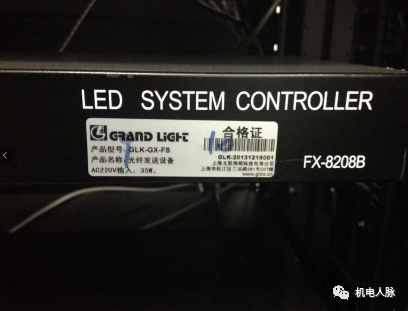 LED SYSTEM CONTROLLER
GRAND LIGHT
合格证
产品型号:GLK-GX-FS
产品名称:光纤发送设备
AC220V输入, 35W。
GLK-20131218001
FX-8208B
机电人脉